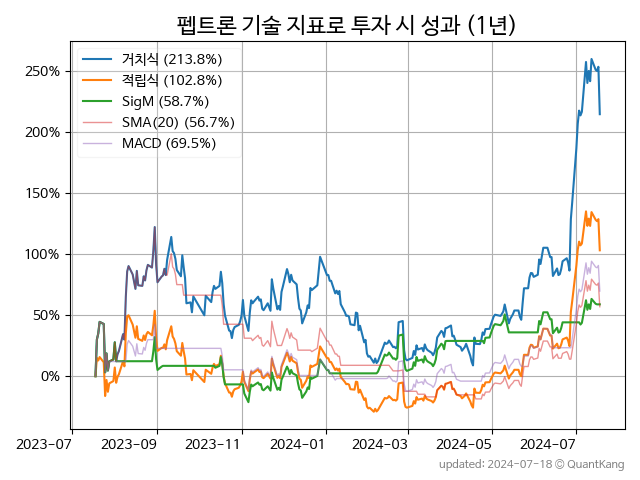 펩트론 기술 지표로 투자 시 성과 (1년)
거치식 (213.8%)
적립식 (102.8%)
SigM (58.7%)
SMA(20) (56.7%)
MACD (69.5%)
250%
200%
150%
100%
50%
0%
2023-07 2023-09 2023-11 2024-01 2024-03 2024-05 2024-07
updated: 2024-07-18 © QuantKang